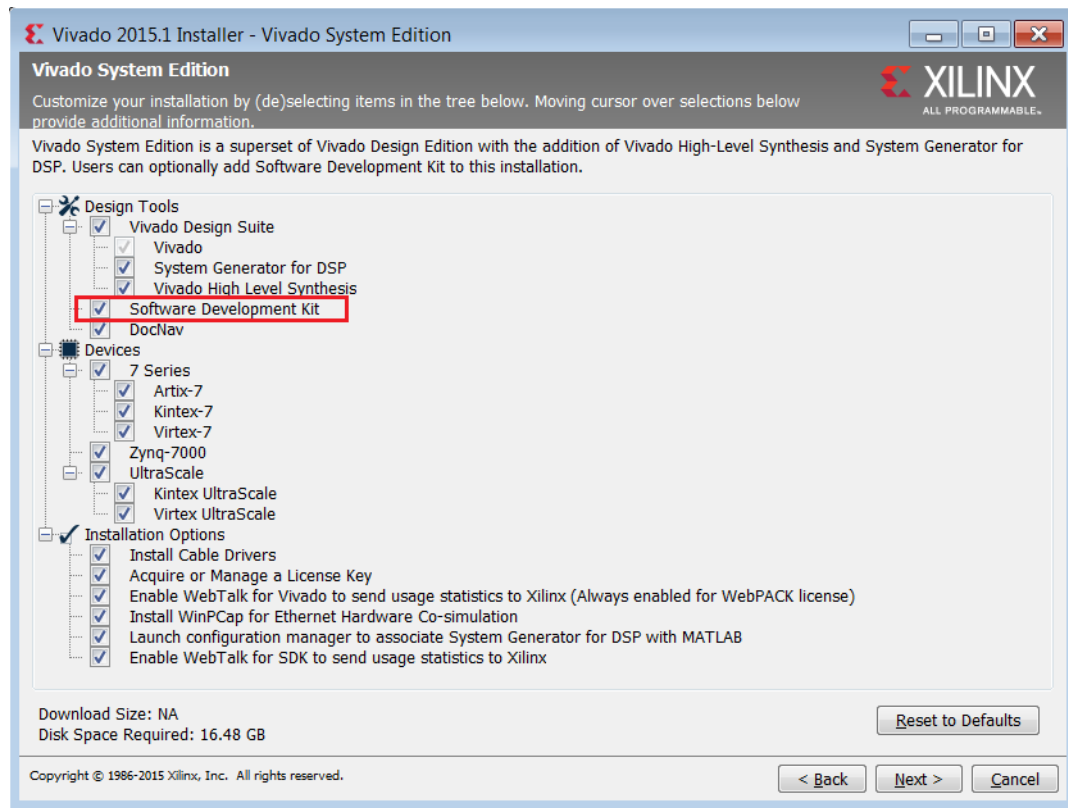 Vivado 2015.1 Installer - Vivado System Edition
Vivado System Edition
Customize your installation by (de)selecting items in the tree below. Moving cursor over selections below
provide additional information.
XILINX
ALL PROGRAMMABLE™
Vivado System Edition is a superset of Vivado Design Edition with the addition of Vivado High-Level Synthesis and System Generator for
DSP. Users can optionally add Software Development Kit to this installation.
Design Tools
Vivado Design Suite
Vivado
System Generator for DSP
Vivado High Level Synthesis
Software Development Kit
DocNav
Devices
7 Series
Artix-7
Kintex-7
Virtex-7
Zynq-7000
UltraScale
Kintex UltraScale
Virtex UltraScale
Installation Options
Install Cable Drivers
Acquire or Manage a License Key
Enable WebTalk for Vivado to send usage statistics to Xilinx (Always enabled for WebPACK license)
Install WinPCap for Ethernet Hardware Co-simulation
Launch configuration manager to associate System Generator for DSP with MATLAB
Enable WebTalk for SDK to send usage statistics to Xilinx
Download Size: NA
Disk Space Required: 16.48 GB
Reset to Defaults
Copyright © 1986-2015 Xilinx, Inc. All rights reserved.
< Back Next > Cancel